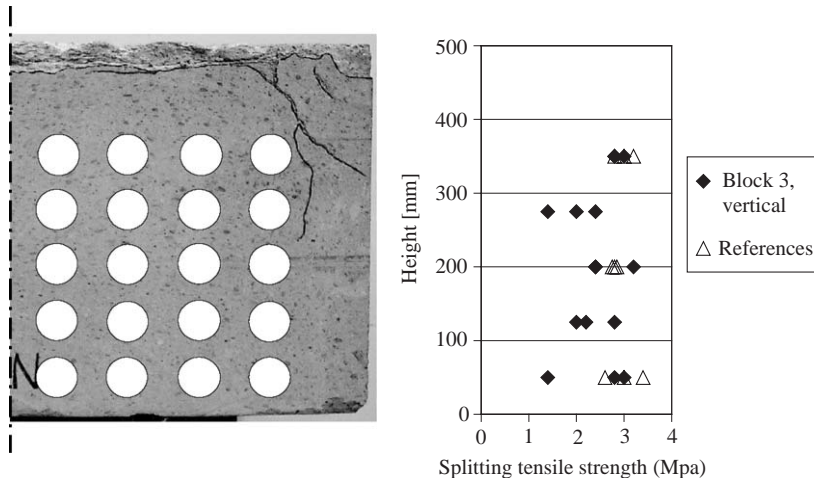 N
500
400
300
200
100
0
Height [mm]
0 1 2 3 4
Splitting tensile strength (Mpa)
Block 3,
vertical
References